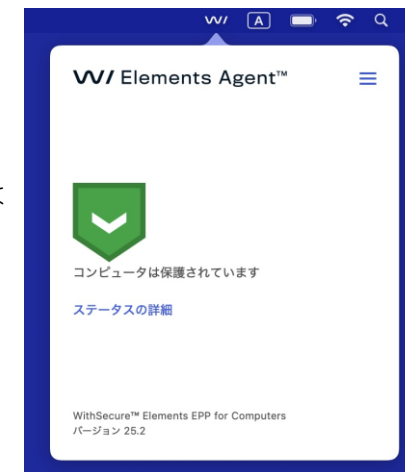 W/ A
W/ Elements Agent™
コンピュータは保護されています
ステータスの詳細
WithSecure™ Elements EPP for Computers
バージョン 25.2